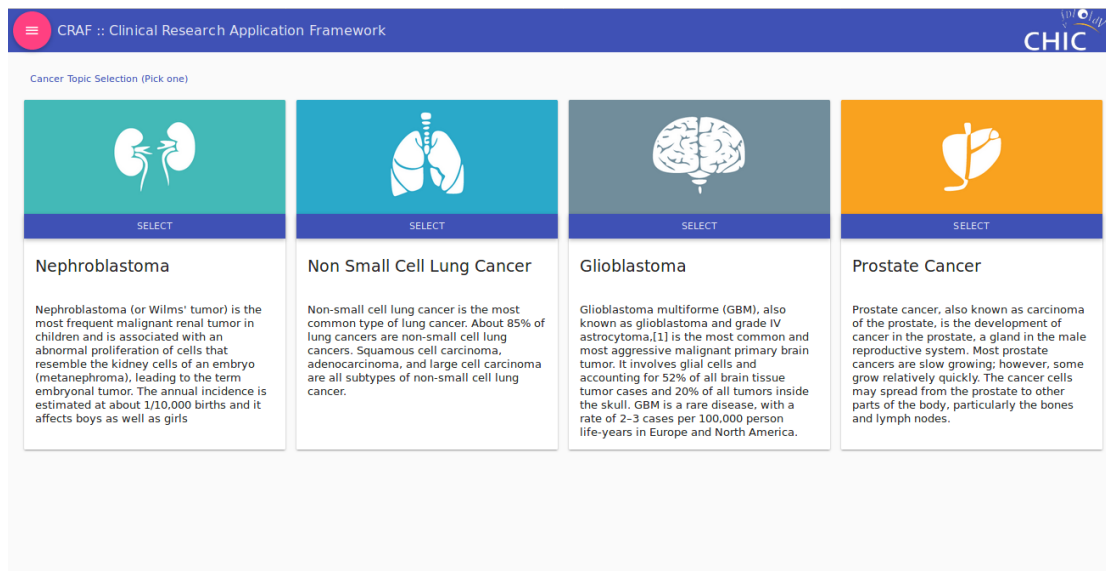 CRAF :: Clinical Research Application Framework
CHIC
Cancer Topic Selection (Pick one)
SELECT
SELECT
SELECT
SELECT
Nephroblastoma
Nephroblastoma (or Wilms' tumor) is the
most frequent malignant renal tumor in
children and is associated with an
abnormal proliferation of cells that
resemble the kidney cells of an embryo
(metanephroma), leading to the term
embryonal tumor. The annual incidence is
estimated at about 1/10,000 births and it
affects boys as well as girls
Non Small Cell Lung Cancer
Non-small cell lung cancer is the most
common type of lung cancer. About 85% of
lung cancers are non-small cell lung
cancers. Squamous cell carcinoma,
adenocarcinoma, and large cell carcinoma
are all subtypes of non-small cell lung
cancer.
Glioblastoma
Glioblastoma multiforme (GBM), also
known as glioblastoma and grade IV
astrocytoma,[1] is the most common and
most aggressive malignant primary brain
tumor. It involves glial cells and
accounting for 52% of all brain tissue
tumor cases and 20% of all tumors inside
the skull. GBM is a rare disease, with a
rate of 2–3 cases per 100,000 person
life-years in Europe and North America.
Prostate Cancer
Prostate cancer, also known as carcinoma
of the prostate, is the development of
cancer in the prostate, a gland in the male
reproductive system. Most prostate
cancers are slow growing; however, some
grow relatively quickly. The cancer cells
may spread from the prostate to other
parts of the body, particularly the bones
and lymph nodes.